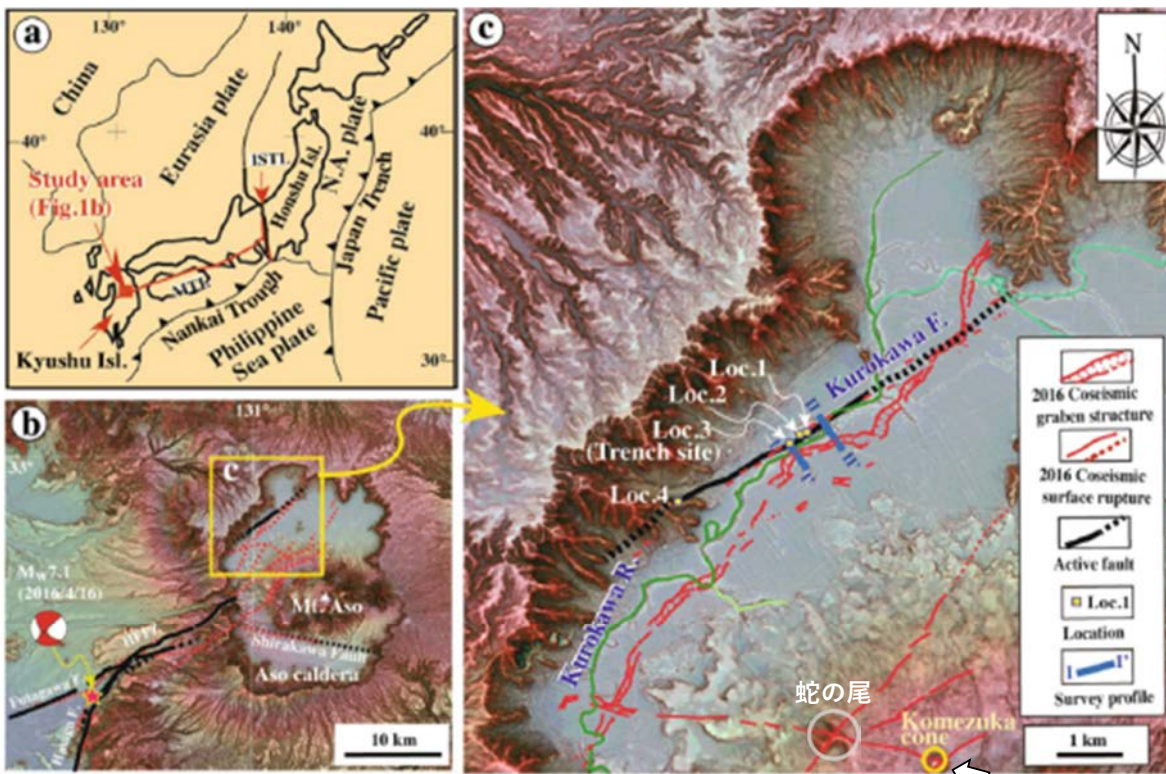 a
130°
140°
China
Eurasia plate
40°
40°
ISTL
Honshu Isl.
N.A. plate
Japan Trench
Pacific plate
Study area
(Fig.1b)
MTL
Nankai Trough
Philippine
Sea plate
Kyushu Isl.
30°
b
131°
33°
c
Mw7.1
(2016/4/16)
Mt. Aso
Shirakawa Fault
Aso caldera
Futagawa F.
10 km
c
N
Kurokawa F.
Loc.1
Loc.2
Loc.3
(Trench site)
Loc.4
II
II'
I
I'
Kurokawa R.
蛇の尾
Komezuka
cone
2016 Coseismic
graben structure
2016 Coseismic
surface rupture
Active fault
Loc.1
Location
I I'
Survey profile
1 km